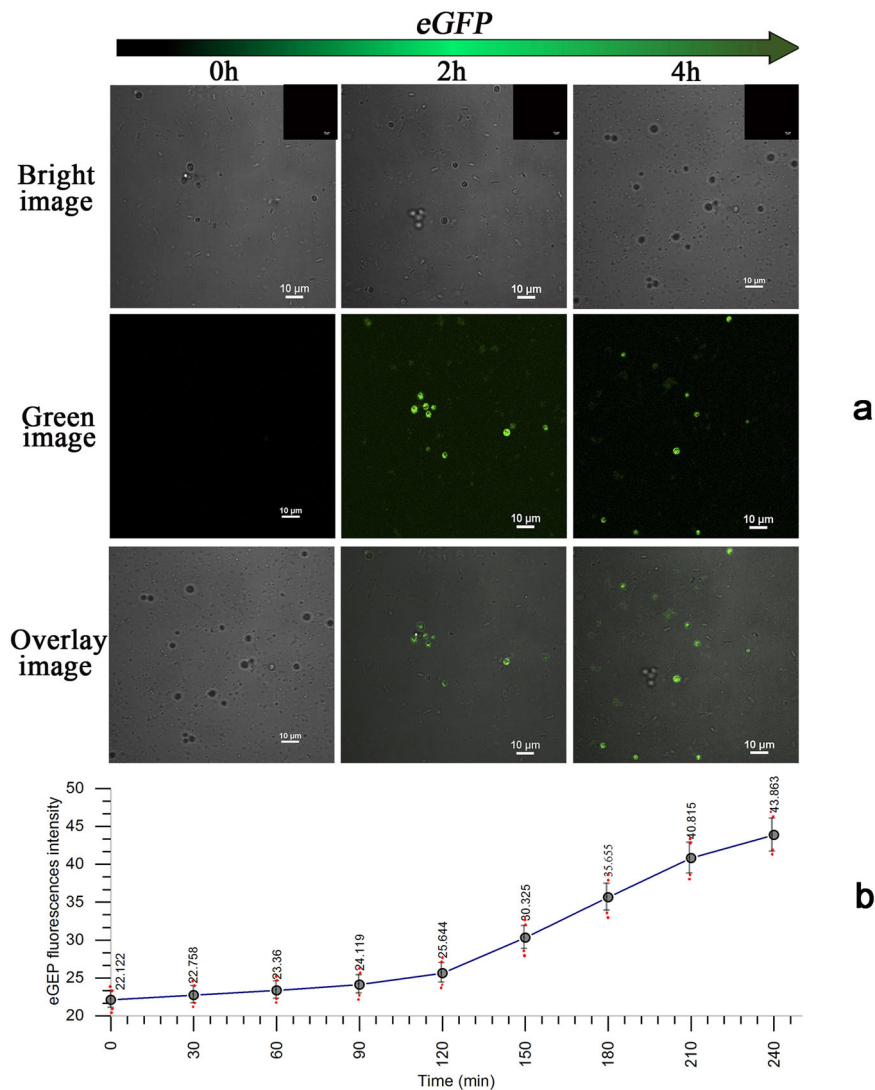 eGFP
0h 2h 4h
Bright
image
10 µm 10 µm 10 µm
Green
image
10 µm 10 µm 10 µm
a
Overlay
image
10 µm 10 µm 10 µm
eGEP fluorescences intensity
50
45
40
35
30
25
20
22.122 22.758 23.36 24.119 25.644 30.325 35.655 40.815 43.863
b
0 30 60 90 120 150 180 210 240
Time (min)